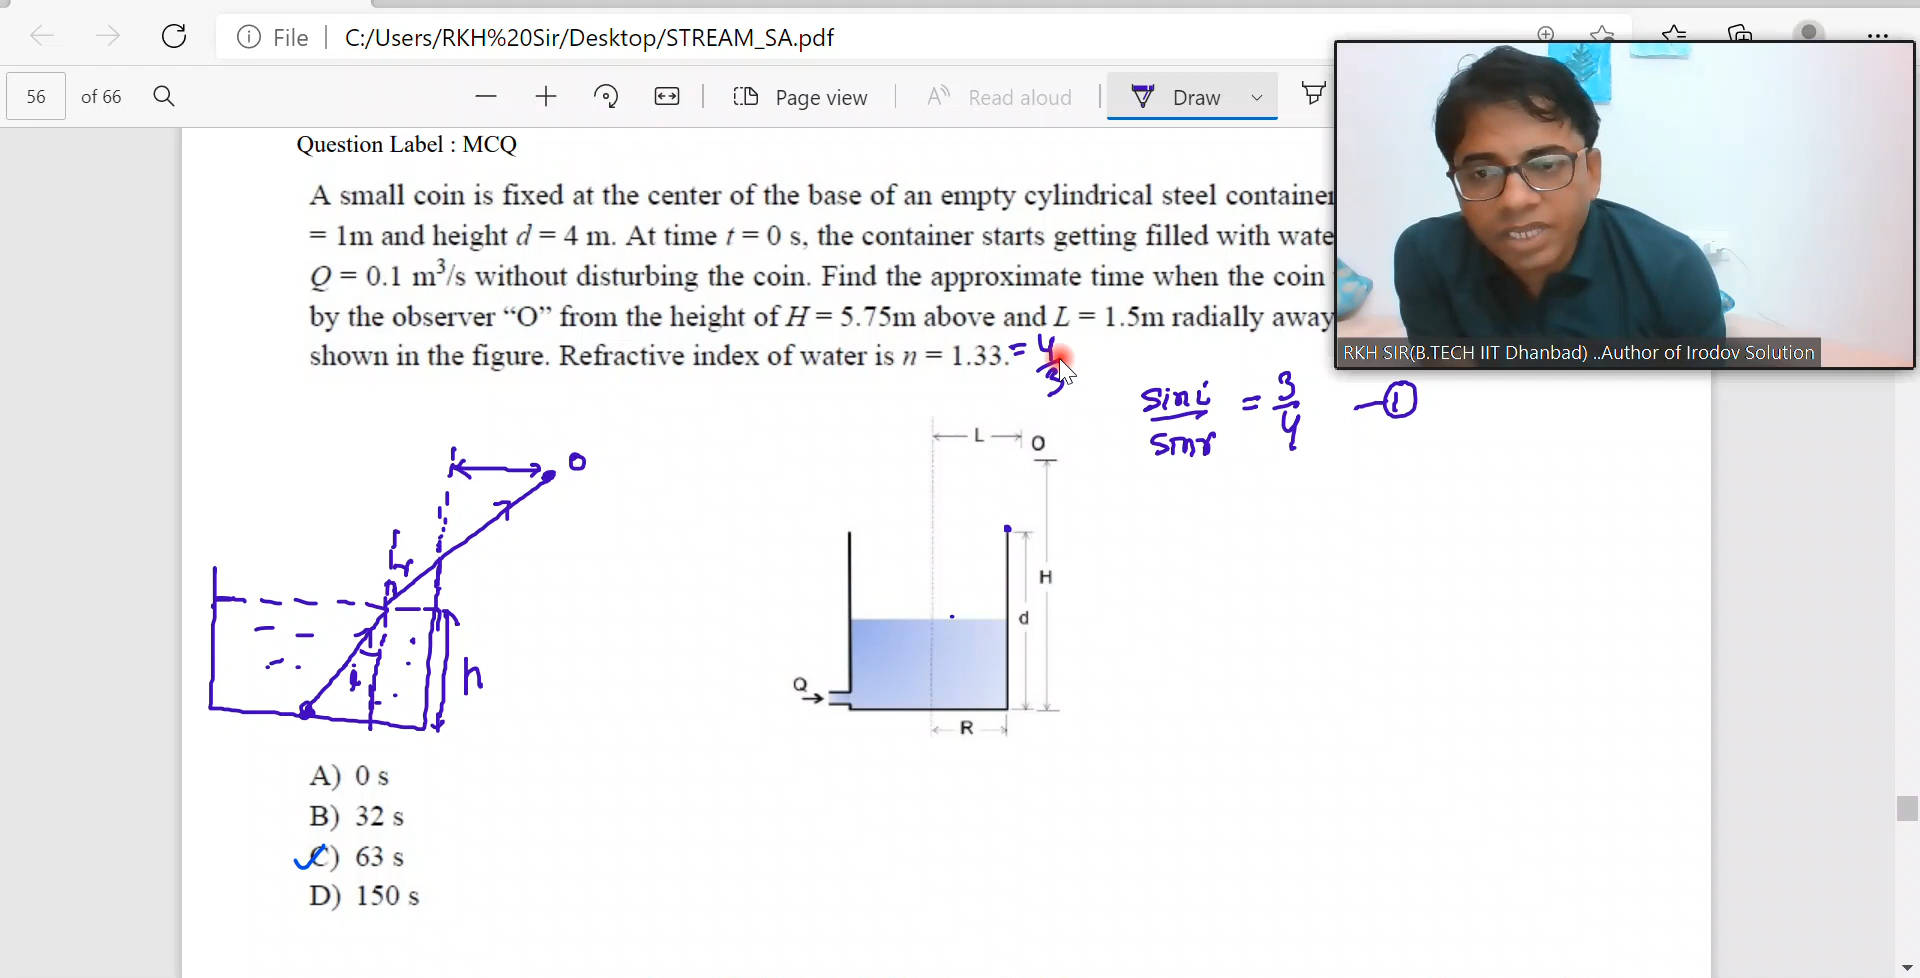 File | C:/Users/RKH%20Sir/Desktop/STREAM_SA.pdf
56 of 66
Page view
Read aloud
Draw
Question Label : MCQ
A small coin is fixed at the center of the base of an empty cylindrical steel container
= 1m and height d = 4 m. At time t = 0 s, the container starts getting filled with wate
Q = 0.1 m³/s without disturbing the coin. Find the approximate time when the coin
by the observer “O” from the height of H = 5.75m above and L = 1.5m radially away
shown in the figure. Refractive index of water is n = 1.33. = 4/3
RKH SIR(B.TECH IIT Dhanbad) ..Author of Irodov Solution
sin i / sin r = 3/4 — 1
L
O
H
d
Q
R
O
r
i
h
A) 0 s
B) 32 s
C) 63 s
D) 150 s